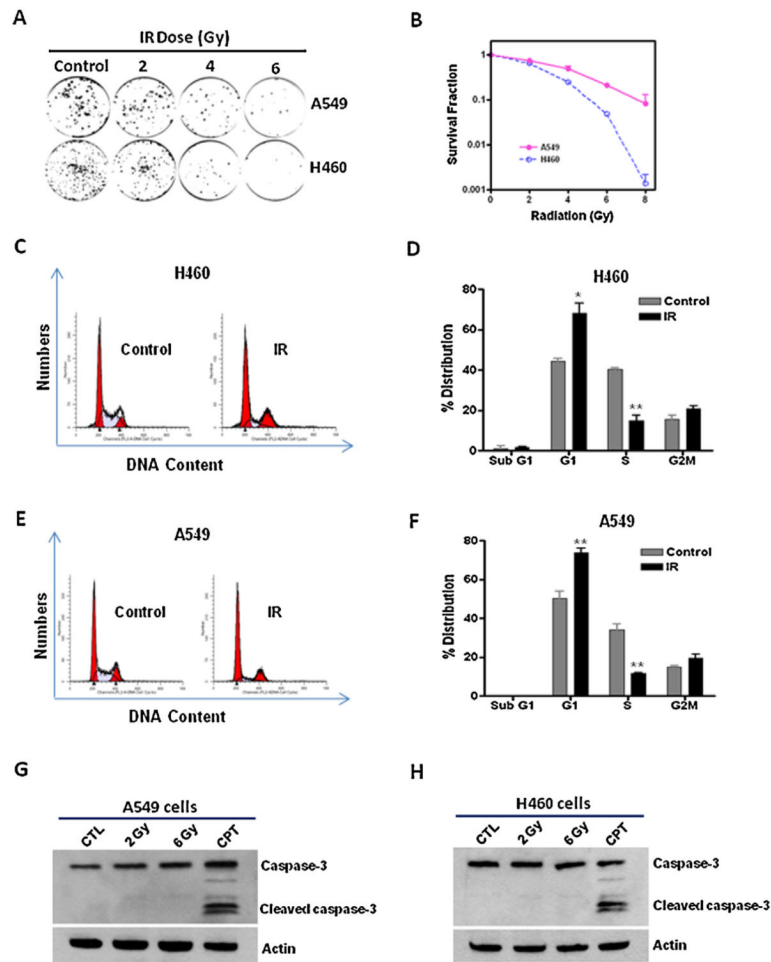 A
IR Dose (Gy)
Control 2 4 6
A549
H460
B
Survival Fraction
1
0.1
0.01
0.001
A549
H460
0 2 4 6 8
Radiation (Gy)
C
H460
Numbers
Control
IR
DNA Content
D
H460
% Distribution
80
60
40
20
0
Control
IR
*
**
Sub G1 G1 S G2M
E
A549
Numbers
Control
IR
DNA Content
F
A549
% Distribution
80
60
40
20
0
Control
IR
**
**
Sub G1 G1 S G2M
G
A549 cells
CTL 2 Gy 6 Gy CPT
Caspase-3
Cleaved caspase-3
Actin
H
H460 cells
CTL 2 Gy 6 Gy CPT
Caspase-3
Cleaved caspase-3
Actin